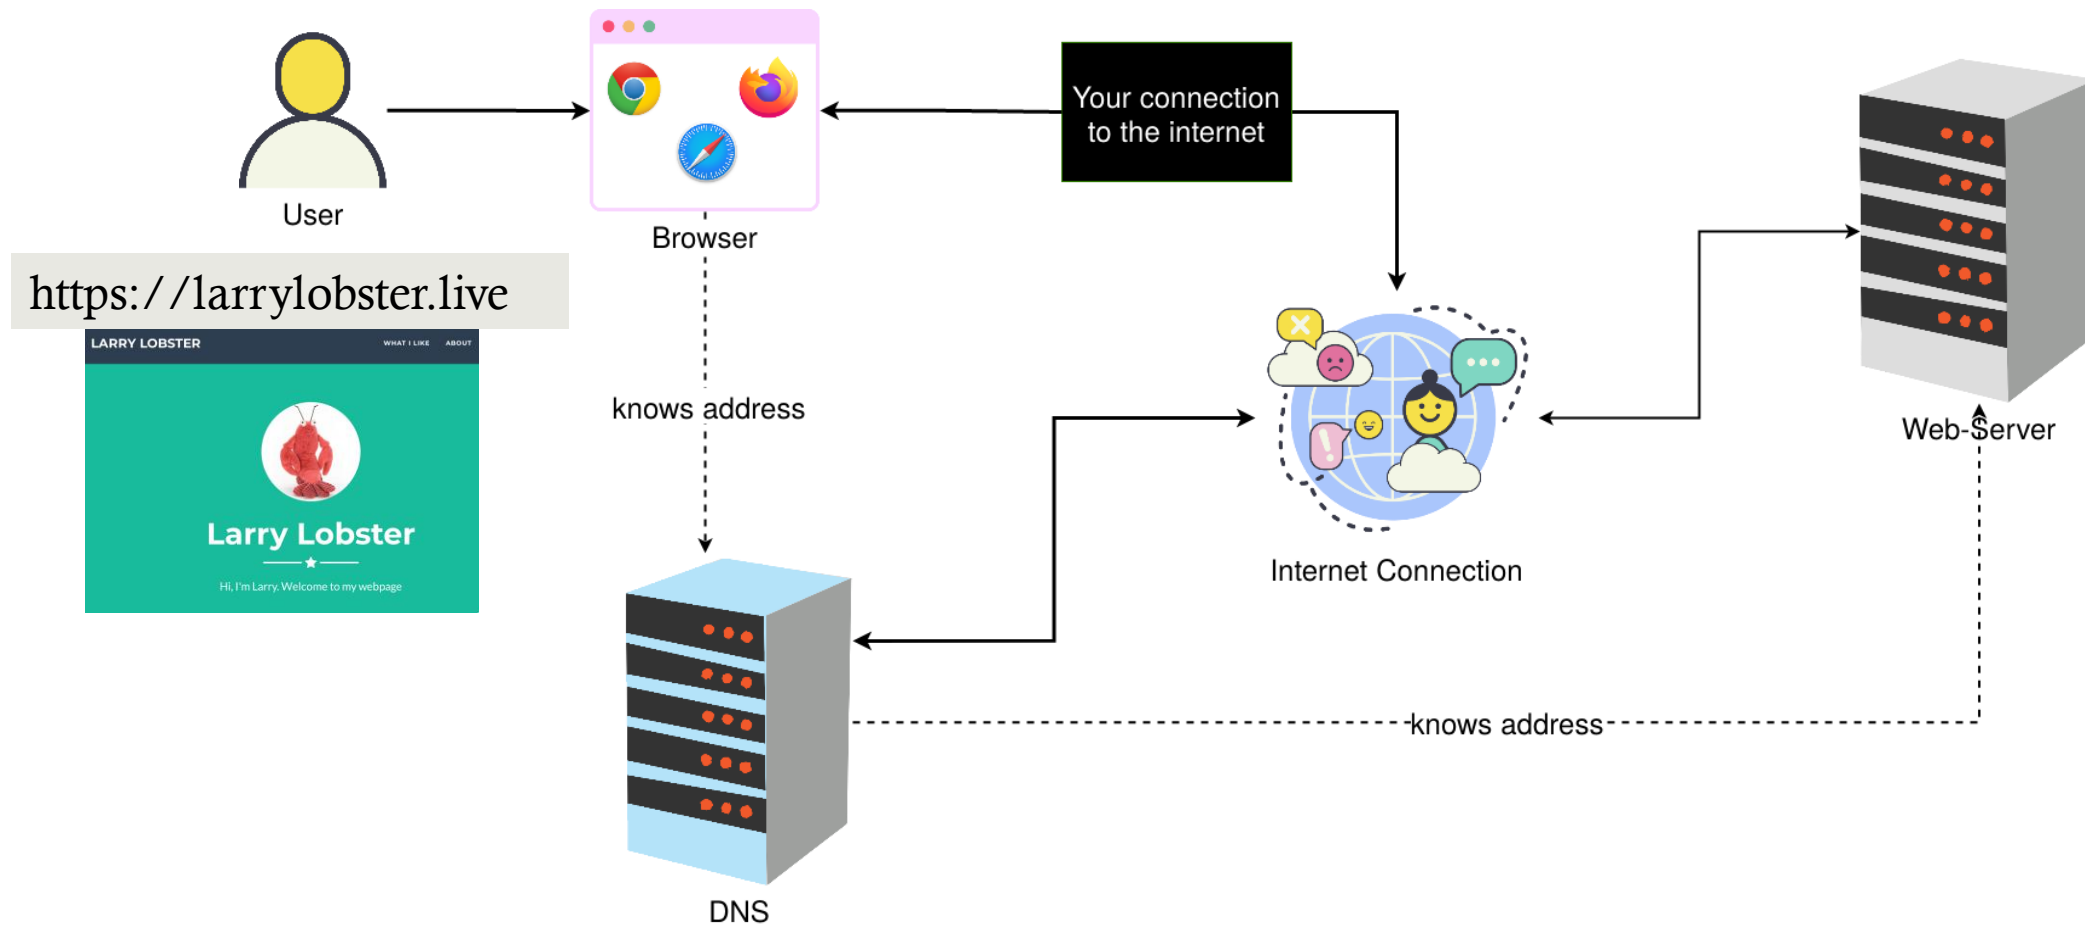 User
Browser
Your connection
to the internet
Web-Server
https://larrylobster.live
LARRY LOBSTER
WHAT I LIKE
ABOUT
Larry Lobster
Hi, I'm Larry. Welcome to my webpage
knows address
Internet Connection
knows address
DNS